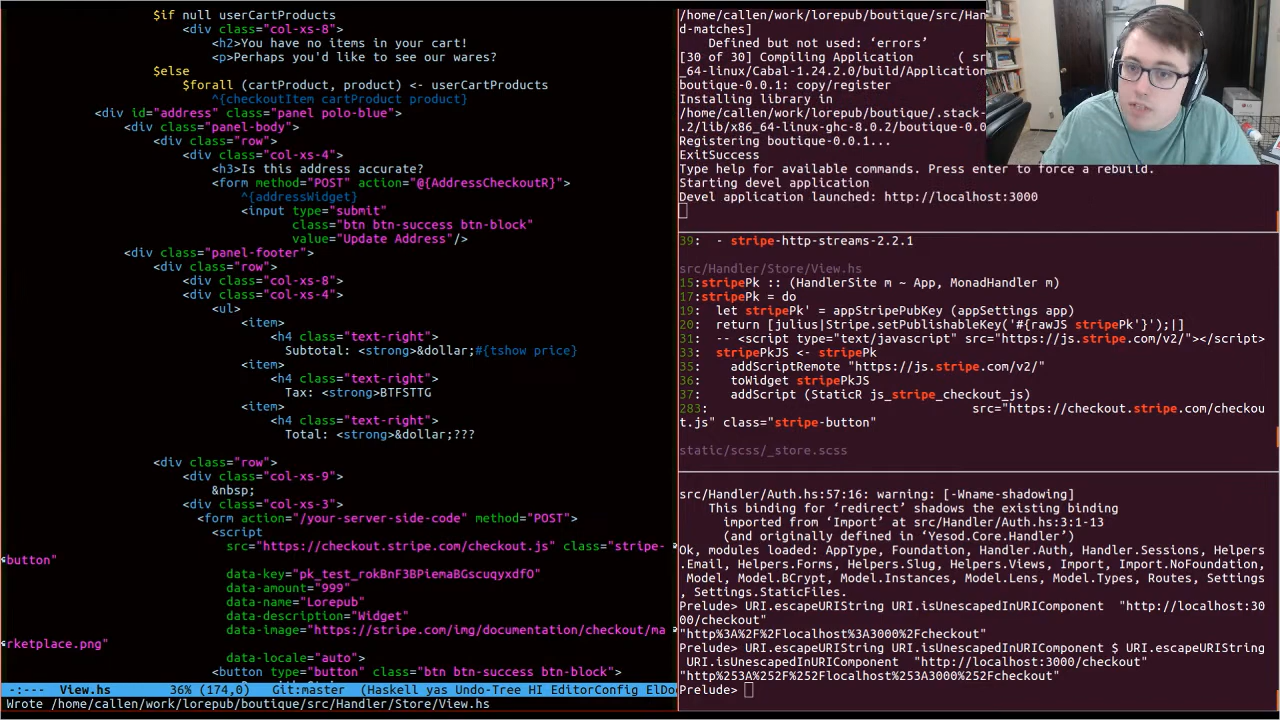 $if null userCartProducts
<div class="col-xs-8">
<h2>You have no items in your cart!
<p>Perhaps you'd like to see our wares?
$else
$forall (cartProduct, product) <- userCartProducts
^{checkoutItem cartProduct product}
<div id="address" class="panel polo-blue">
<div class="panel-body">
<div class="row">
<div class="col-xs-4">
<h3>Is this address accurate?
<form method="POST" action="@{AddressCheckoutR}">
^{addressWidget}
<input type="submit"
class="btn btn-success btn-block"
value="Update Address"/>
<div class="panel-footer">
<div class="row">
<div class="col-xs-8">
<div class="col-xs-4">
<ul>
<item>
<h4 class="text-right">
Subtotal: <strong>&dollar;#{tshow price}
<item>
<h4 class="text-right">
Tax: <strong>BTFSTTG
<item>
<h4 class="text-right">
Total: <strong>&dollar;???
<div class="row">
<div class="col-xs-9">
&nbsp;
<div class="col-xs-3">
<form action="/your-server-side-code" method="POST">
<script
src="https://checkout.stripe.com/checkout.js" class="stripe-
button"
data-key="pk_test_rokBnF3BPiemaBGscuqyxdfO"
data-amount="999"
data-name="Lorepub"
data-description="Widget"
data-image="https://stripe.com/img/documentation/checkout/ma
rketplace.png"
data-locale="auto">
<button type="button" class="btn btn-success btn-block">
-:--- View.hs 36% (174,0) Git:master (Haskell yas Undo-Tree HI EditorConfig ElDo
Wrote /home/callen/work/lorepub/boutique/src/Handler/Store/View.hs
/home/callen/work/lorepub/boutique/src/Han
d-matches]
Defined but not used: ‘errors’
[30 of 30] Compiling Application ( sr
_64-linux/Cabal-1.24.2.0/build/Application
boutique-0.0.1: copy/register
Installing library in
/home/callen/work/lorepub/boutique/.stack-
.2/lib/x86_64-linux-ghc-8.0.2/boutique-0.0
Registering boutique-0.0.1...
ExitSuccess
Type help for available commands. Press enter to force a rebuild.
Starting devel application
Devel application launched: http://localhost:3000
39: - stripe-http-streams-2.2.1
src/Handler/Store/View.hs
15:stripePk :: (HandlerSite m ~ App, MonadHandler m)
17:stripePk = do
19: let stripePk' = appStripePubKey (appSettings app)
20: return [julius|Stripe.setPublishableKey('#{rawJS stripePk'}');|]
31: -- <script type="text/javascript" src="https://js.stripe.com/v2/"></script>
33: stripePkJS <- stripePk
35: addScriptRemote "https://js.stripe.com/v2/"
36: toWidget stripePkJS
37: addScript (StaticR js_stripe_checkout_js)
283: src="https://checkout.stripe.com/checkou
t.js" class="stripe-button"
static/scss/_store.scss
src/Handler/Auth.hs:57:16: warning: [-Wname-shadowing]
This binding for ‘redirect’ shadows the existing binding
imported from ‘Import’ at src/Handler/Auth.hs:3:1-13
(and originally defined in ‘Yesod.Core.Handler’)
Ok, modules loaded: AppType, Foundation, Handler.Auth, Handler.Sessions, Helpers
.Email, Helpers.Forms, Helpers.Slug, Helpers.Views, Import, Import.NoFoundation,
Model, Model.BCrypt, Model.Instances, Model.Lens, Model.Types, Routes, Settings
, Settings.StaticFiles.
Prelude> URI.escapeURIString URI.isUnescapedInURIComponent "http://localhost:30
00/checkout"
"http%3A%2F%2Flocalhost%3A3000%2Fcheckout"
Prelude> URI.escapeURIString URI.isUnescapedInURIComponent $ URI.escapeURIString
URI.isUnescapedInURIComponent "http://localhost:3000/checkout"
"http%253A%252F%252Flocalhost%253A3000%252Fcheckout"
Prelude>